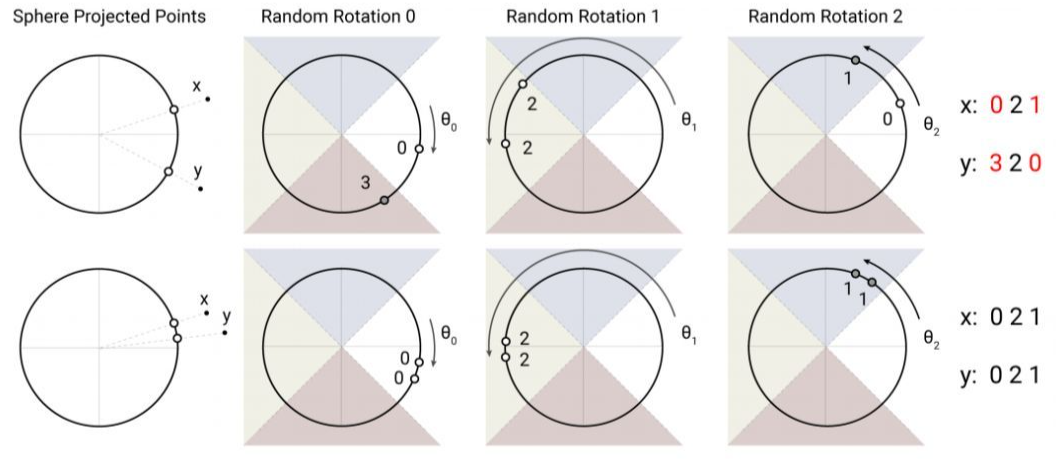 Sphere Projected Points
Random Rotation 0
Random Rotation 1
Random Rotation 2
x
y
0
3
θ0
2
2
θ1
1
0
θ2
x: 0 2 1
y: 3 2 0
x
y
0
0
θ0
2
2
θ1
1
1
θ2
x: 0 2 1
y: 0 2 1